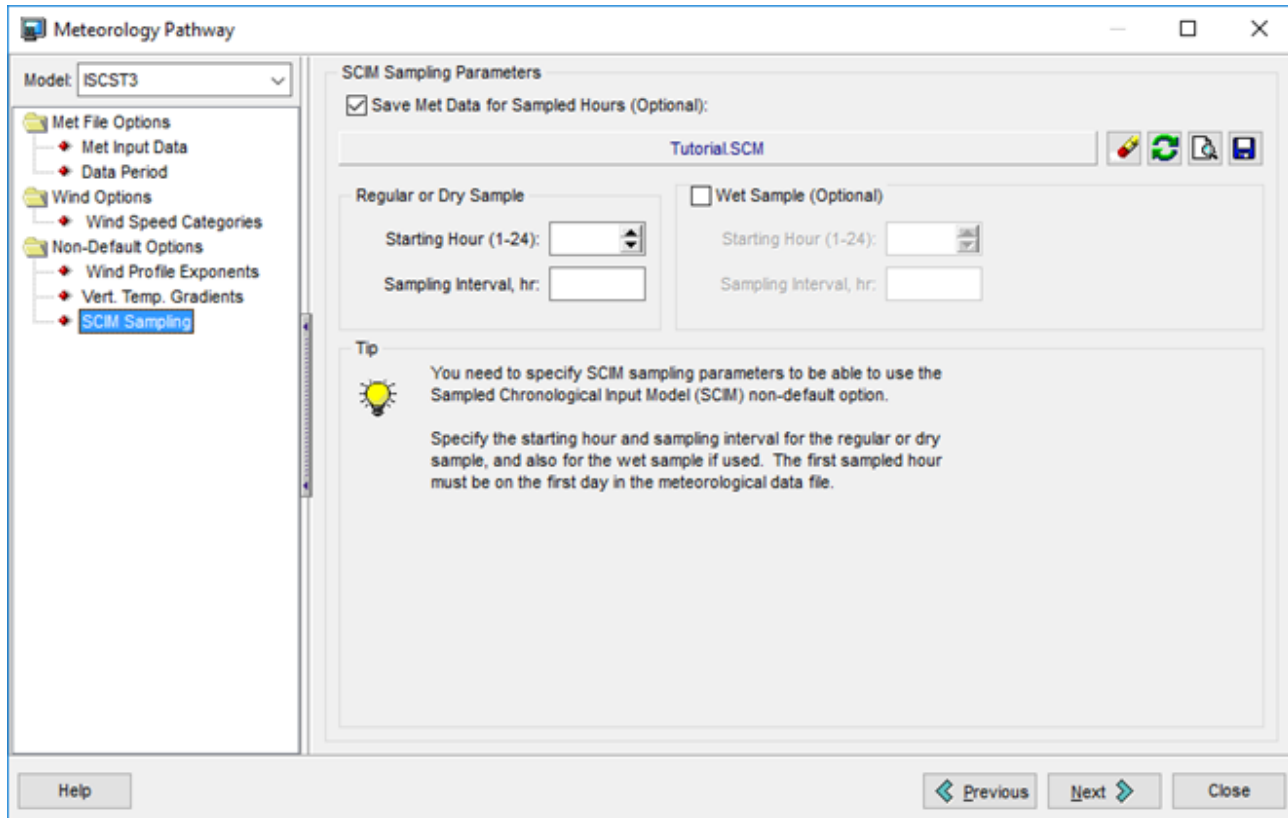 Meteorology Pathway
Model: ISCST3
Met File Options
Met Input Data
Data Period
Wind Options
Wind Speed Categories
Non-Default Options
Wind Profile Exponents
Vert. Temp. Gradients
SCIM Sampling
SCIM Sampling Parameters
Save Met Data for Sampled Hours (Optional):
Tutorial.SCM
Regular or Dry Sample
Starting Hour (1-24):
Sampling Interval, hr:
Wet Sample (Optional)
Starting Hour (1-24):
Sampling Interval, hr:
Tip
You need to specify SCIM sampling parameters to be able to use the
Sampled Chronological Input Model (SCIM) non-default option.
Specify the starting hour and sampling interval for the regular or dry
sample, and also for the wet sample if used. The first sampled hour
must be on the first day in the meteorological data file.
Help
Previous
Next
Close